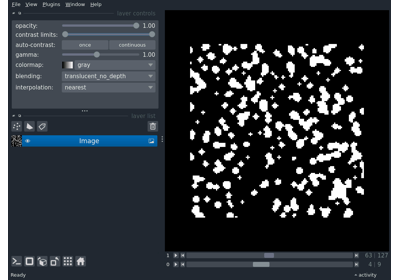 File View Plugins Window Help
layer controls
opacity: 1.00
contrast limits:
auto-contrast: once continuous
gamma: 1.00
colormap: gray
blending: translucent_no_depth
interpolation: nearest
layer list
Image
1 63 127
0 4 9
Ready activity